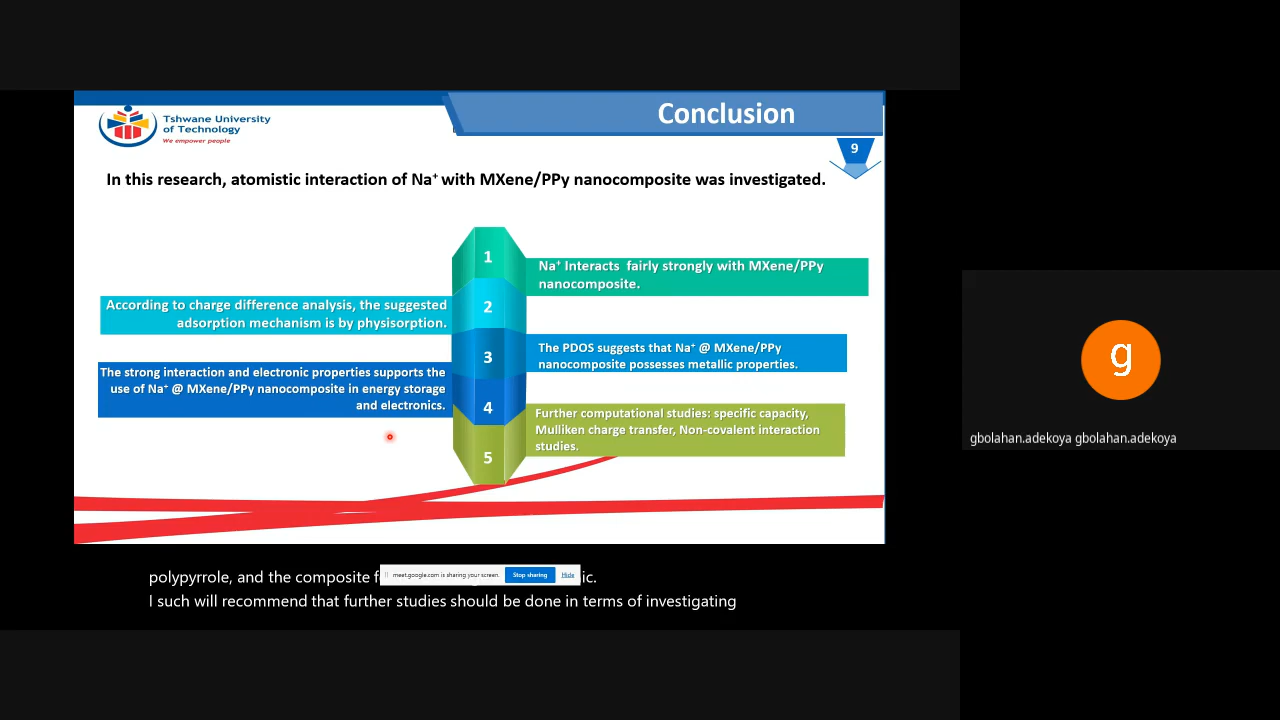 Tshwane University
of Technology
We empower people
Conclusion
9
In this research, atomistic interaction of Na⁺ with MXene/PPy nanocomposite was investigated.
1
Na⁺ Interacts fairly strongly with MXene/PPy
nanocomposite.
2
According to charge difference analysis, the suggested
adsorption mechanism is by physisorption.
3
The PDOS suggests that Na⁺ @ MXene/PPy
nanocomposite possesses metallic properties.
4
The strong interaction and electronic properties supports the
use of Na⁺ @ MXene/PPy nanocomposite in energy storage
and electronics.
5
Further computational studies: specific capacity,
Mulliken charge transfer, Non-covalent interaction
studies.
g
gbolahan.adekoya gbolahan.adekoya
polypyrrole, and the composite
meet.google.com is sharing your screen.
Stop sharing
Hide
I such will recommend that further studies should be done in terms of investigating